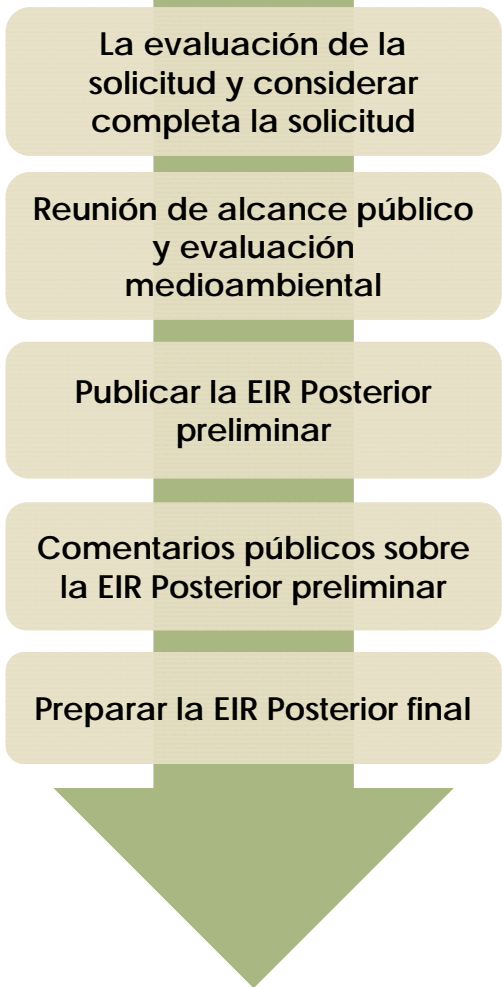 La evaluación de la
solicitud y considerar
completa la solicitud
Reunión de alcance público
y evaluación
medioambiental
Publicar la EIR Posterior
preliminar
Comentarios públicos sobre
la EIR Posterior preliminar
Preparar la EIR Posterior final